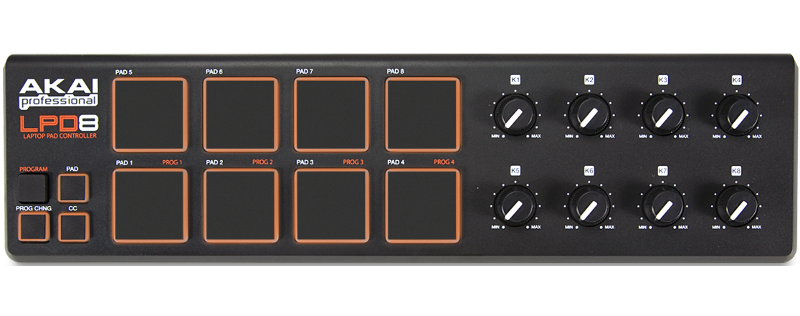 AKAI
professional
LPD8
LAPTOP PAD CONTROLLER
PAD 5
PAD 6
PAD 7
PAD 8
PAD 1 PROG 1
PAD 2 PROG 2
PAD 3 PROG 3
PAD 4 PROG 4
PROGRAM
PAD
PROG CHNG
CC
K1
K2
K3
K4
MIN MAX
MIN MAX
MIN MAX
MIN MAX
K5
K6
K7
K8
MIN MAX
MIN MAX
MIN MAX
MIN MAX